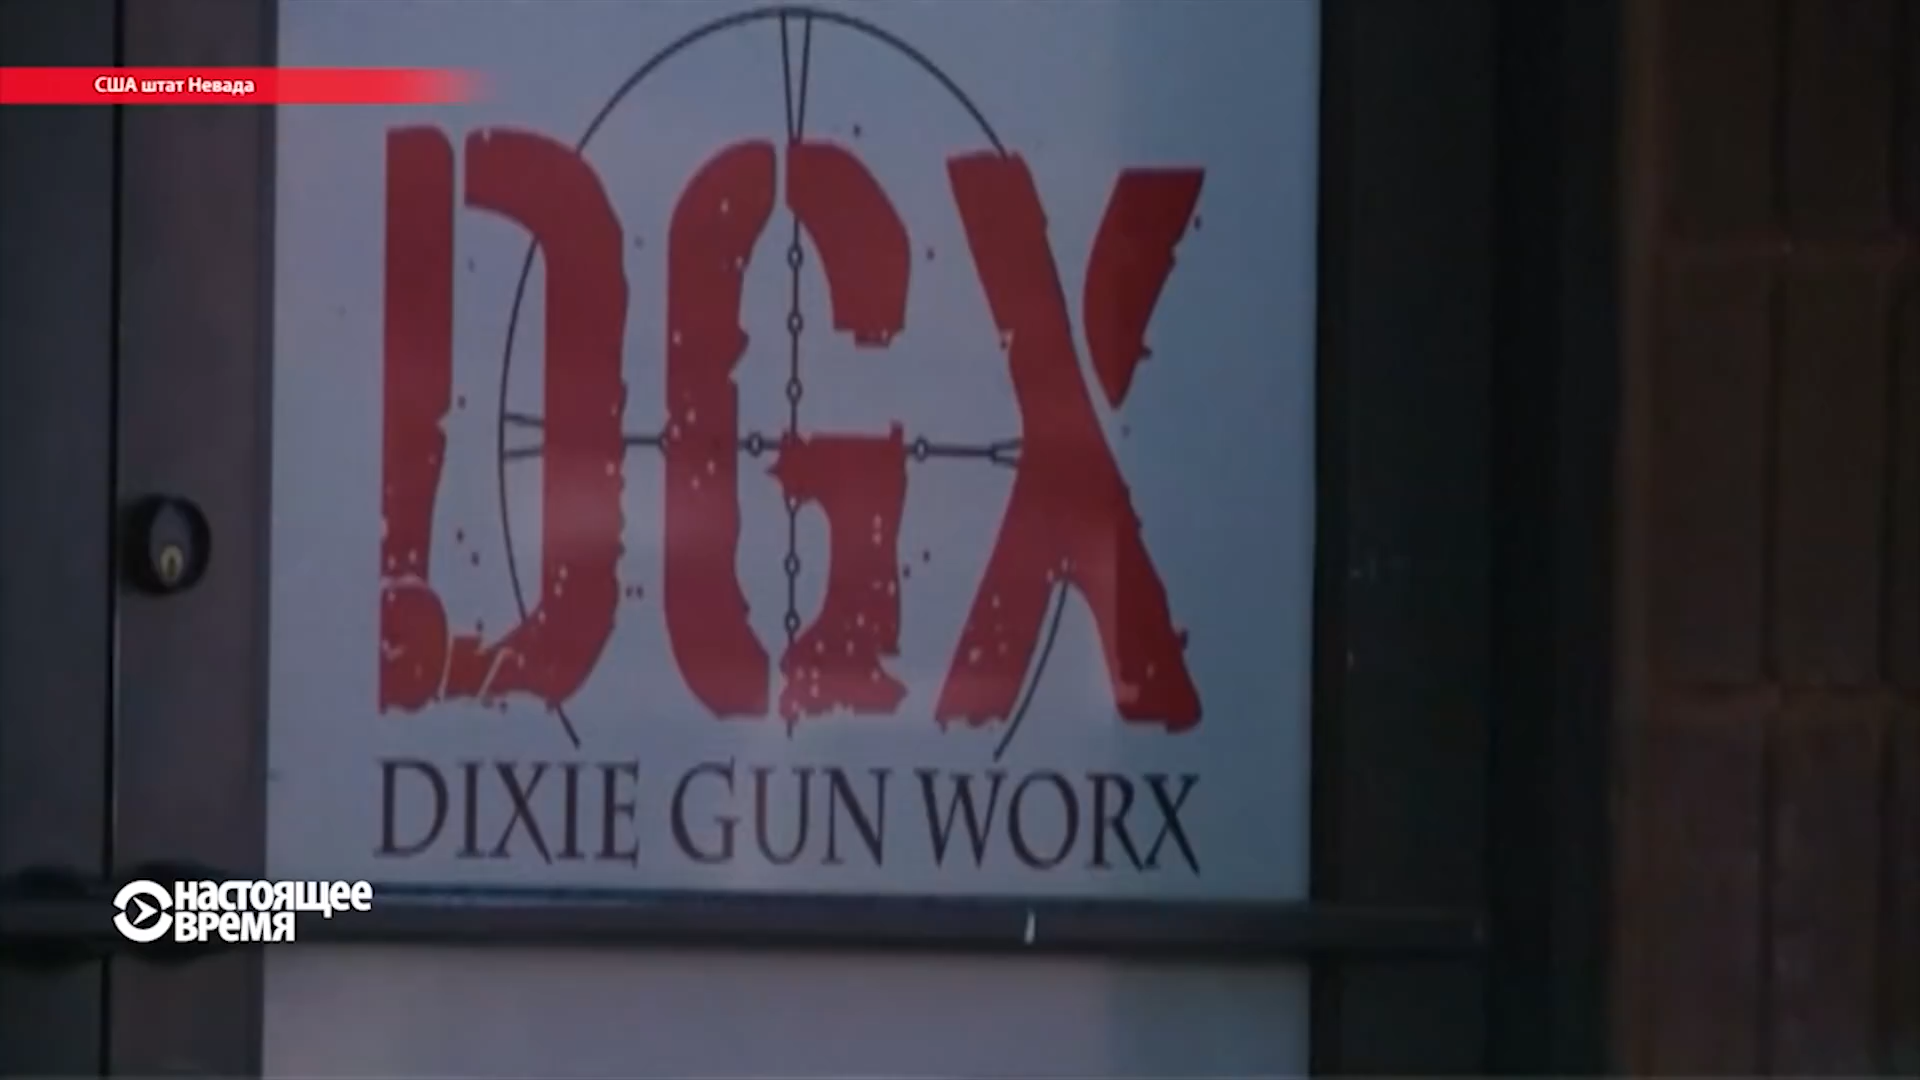 США штат Невада
DGX
DIXIE GUN WORX
НАСТОЯЩЕЕ
ВРЕМЯ